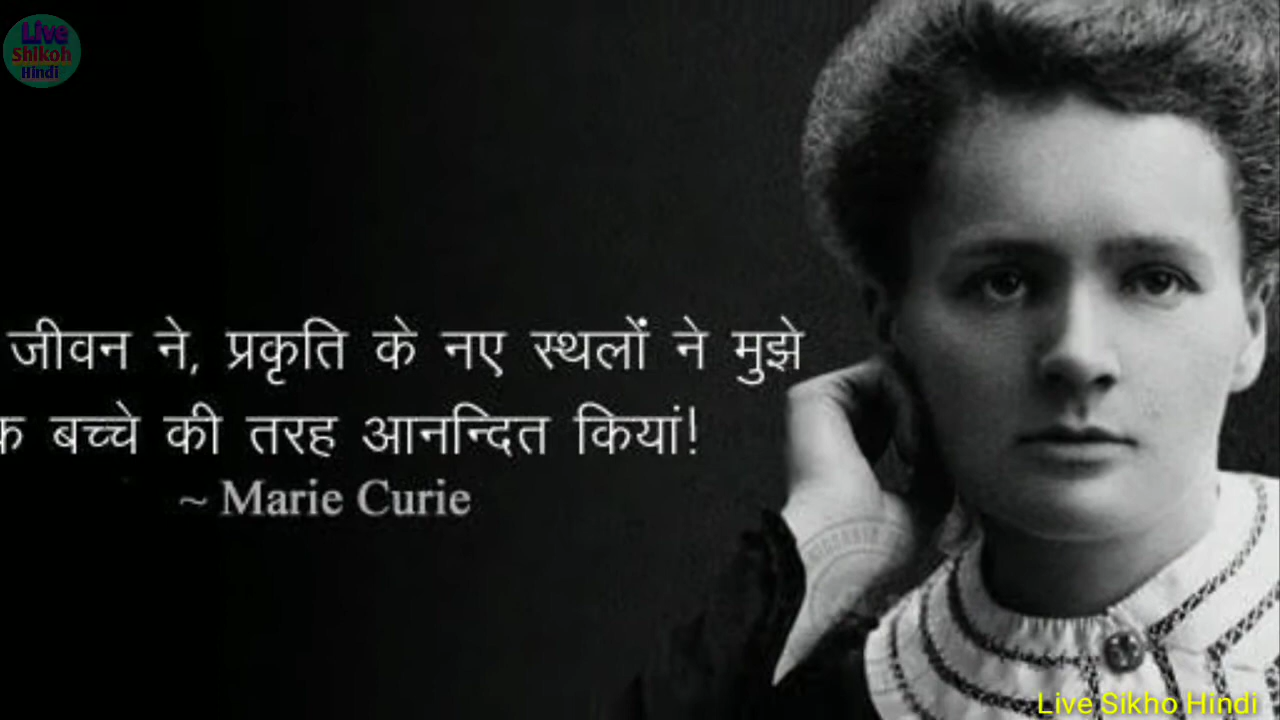 Live
Shikoh
Hindi
जीवन ने, प्रकृति के नए स्थलों ने मुझे
बच्चे की तरह आनन्दित कियां!
~ Marie Curie
Live Sikho Hindi